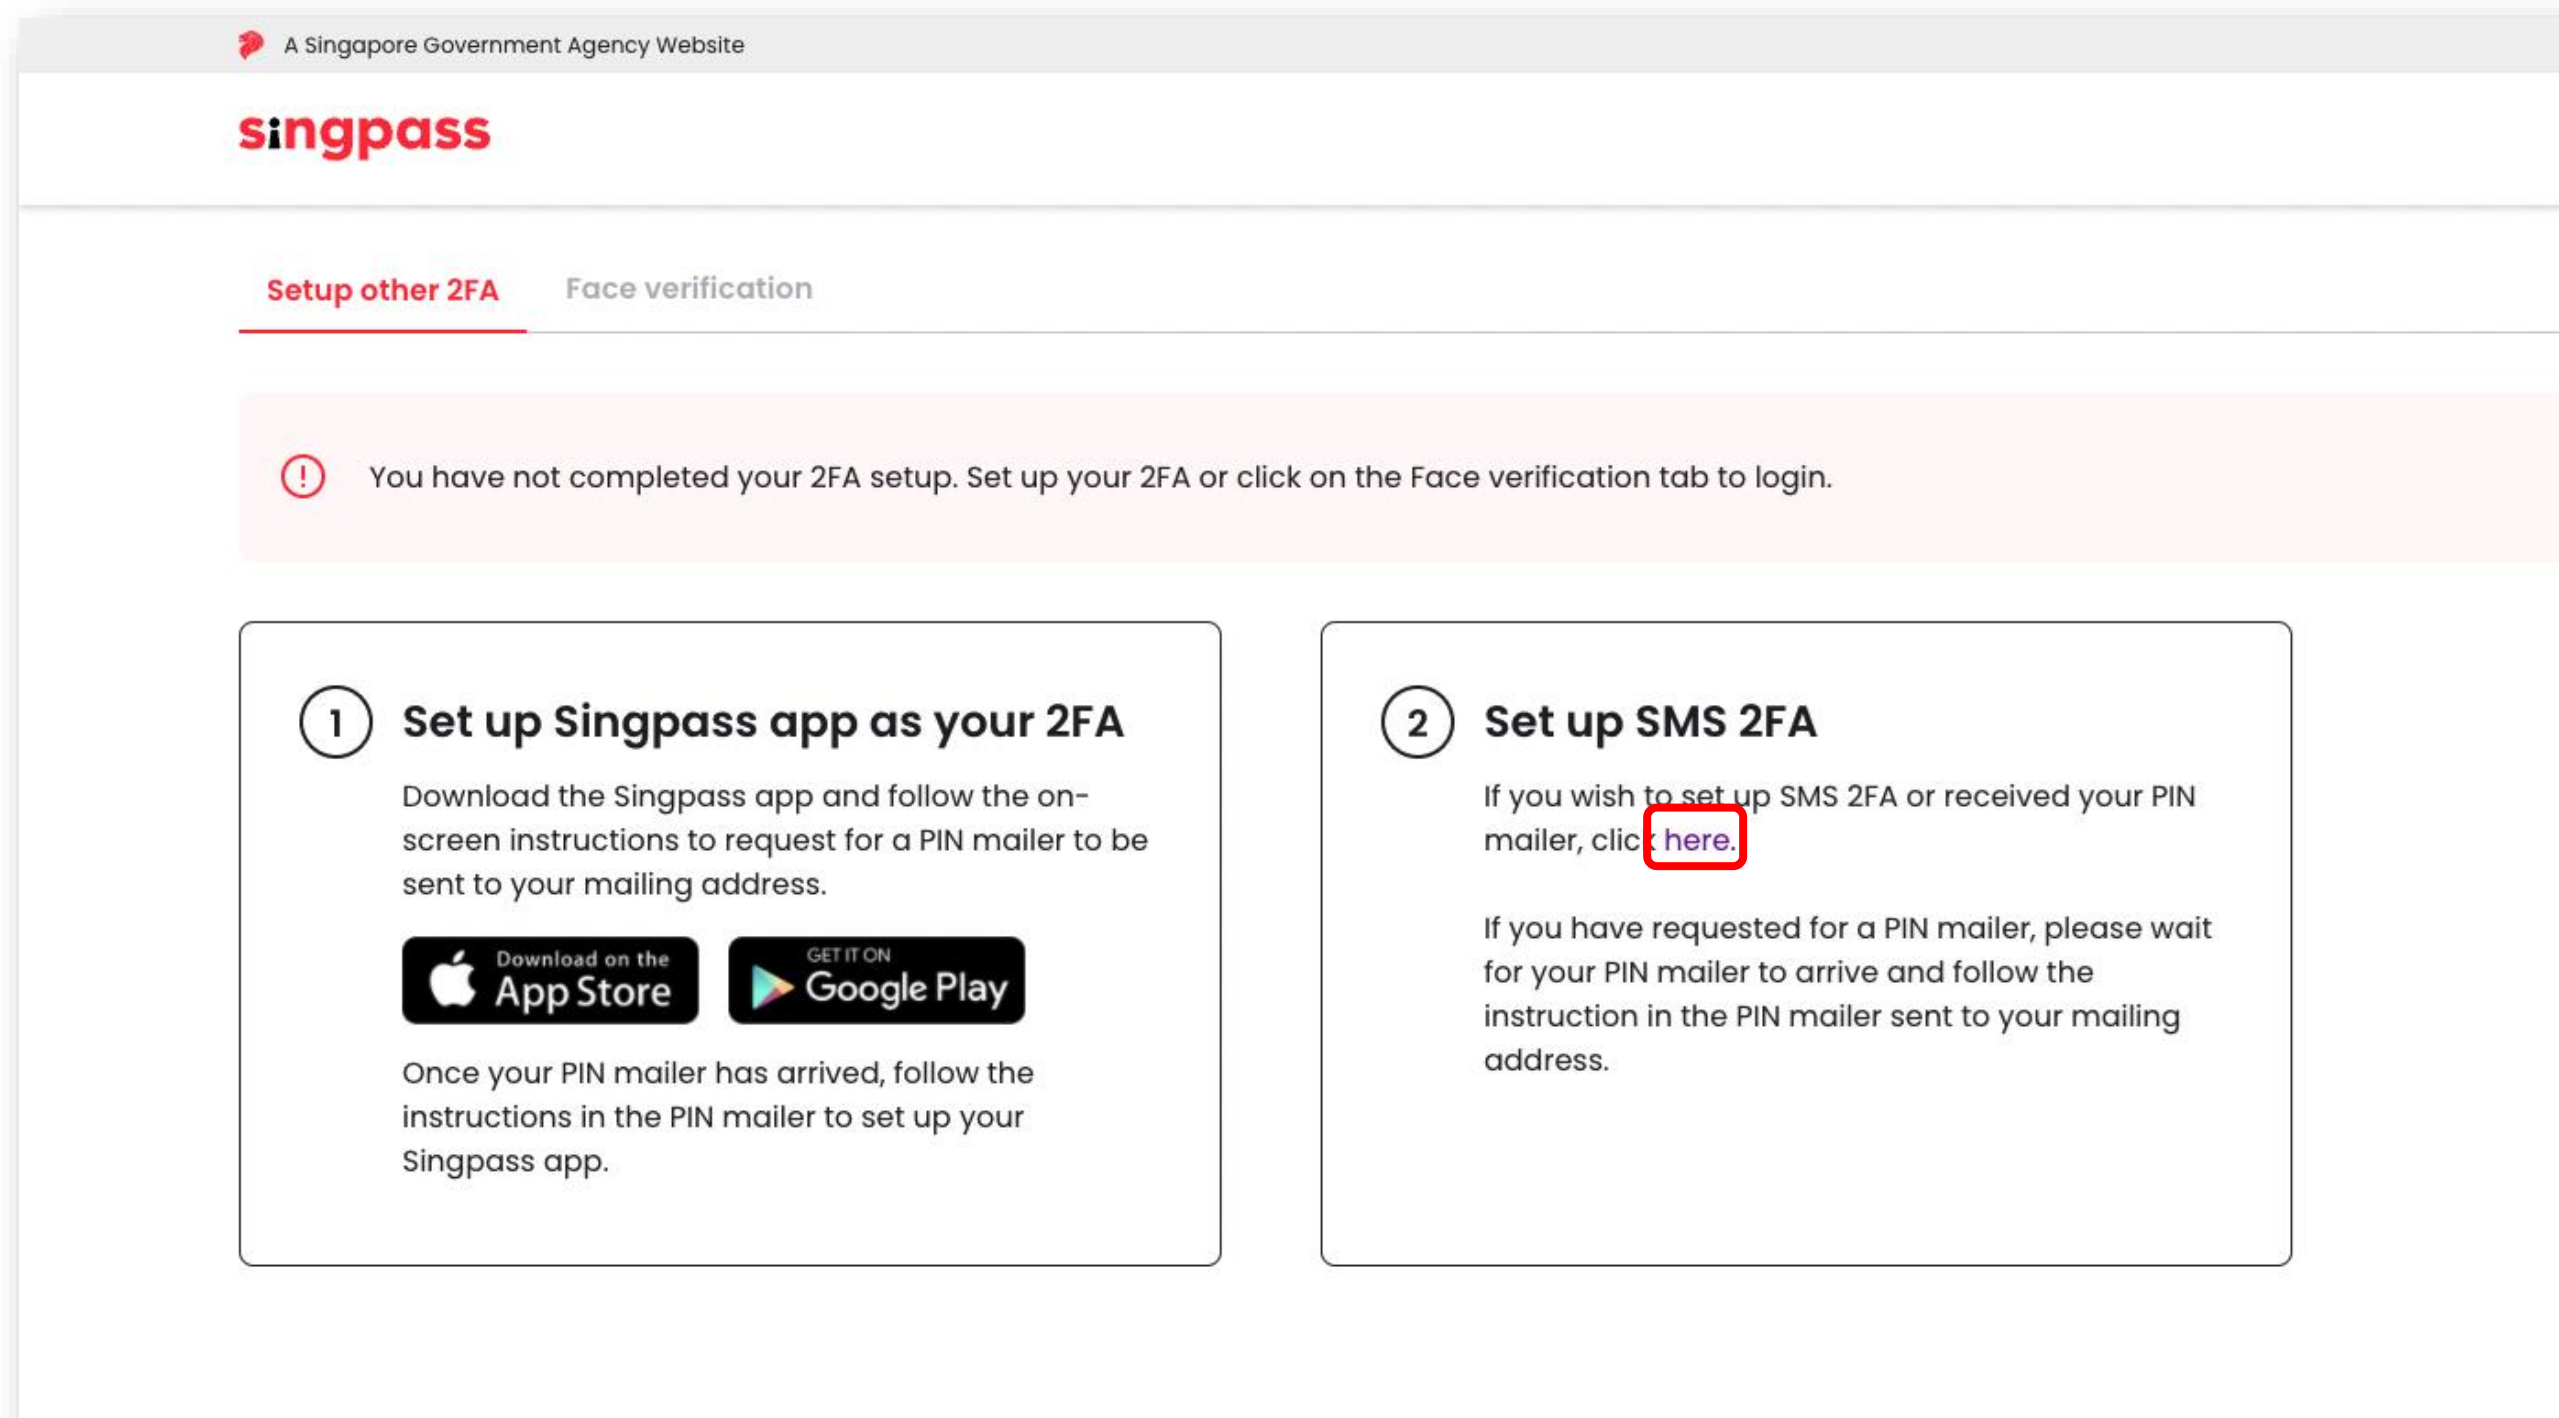 A Singapore Government Agency Website
singpass
Setup other 2FA
Face verification
You have not completed your 2FA setup. Set up your 2FA or click on the Face verification tab to login.
1
Set up Singpass app as your 2FA
Download the Singpass app and follow the on-
screen instructions to request for a PIN mailer to be
sent to your mailing address.
Download on the
App Store
GET IT ON
Google Play
Once your PIN mailer has arrived, follow the
instructions in the PIN mailer to set up your
Singpass app.
2
Set up SMS 2FA
If you wish to set up SMS 2FA or received your PIN
mailer, click here.
If you have requested for a PIN mailer, please wait
for your PIN mailer to arrive and follow the
instruction in the PIN mailer sent to your mailing
address.